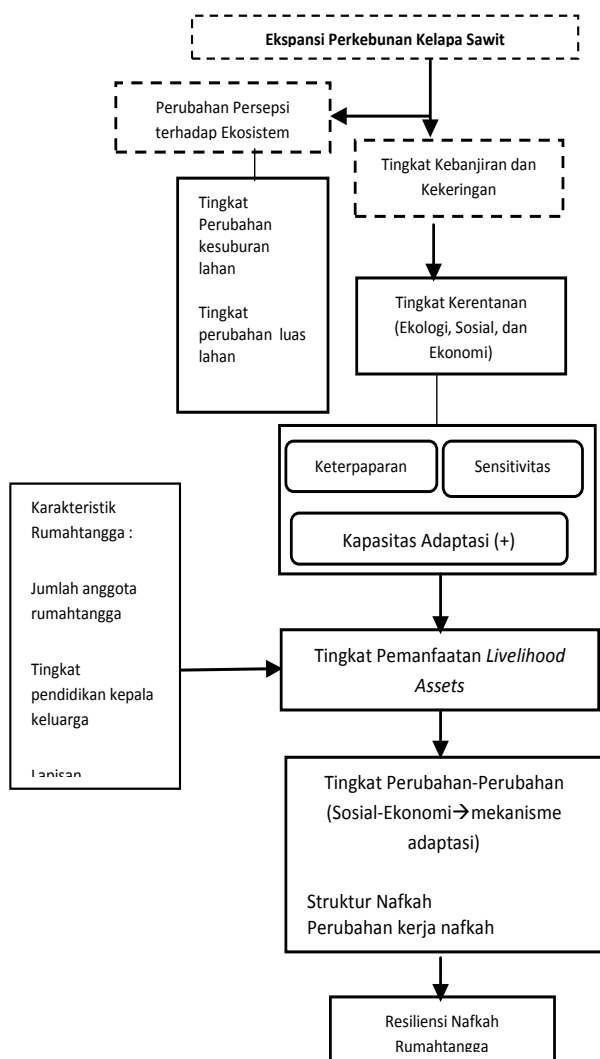 Ekspansi Perkebunan Kelapa Sawit
Perubahan Persepsi
terhadap Ekosistem
Tingkat Kebanjiran dan
Kekeringan
Tingkat
Perubahan
kesuburan
lahan
Tingkat
perubahan luas
lahan
Tingkat Kerentanan
(Ekologi, Sosial, dan
Ekonomi)
Keterpaparan
Sensitivitas
Kapasitas Adaptasi (+)
Karakteristik
Rumahtangga :
Jumlah anggota
rumahtangga
Tingkat
pendidikan kepala
keluarga
Lapisan
Tingkat Pemanfaatan Livelihood
Assets
Tingkat Perubahan-Perubahan
(Sosial-Ekonomi→mekanisme
adaptasi)
Struktur Nafkah
Perubahan kerja nafkah
Resiliensi Nafkah
Rumahtangga